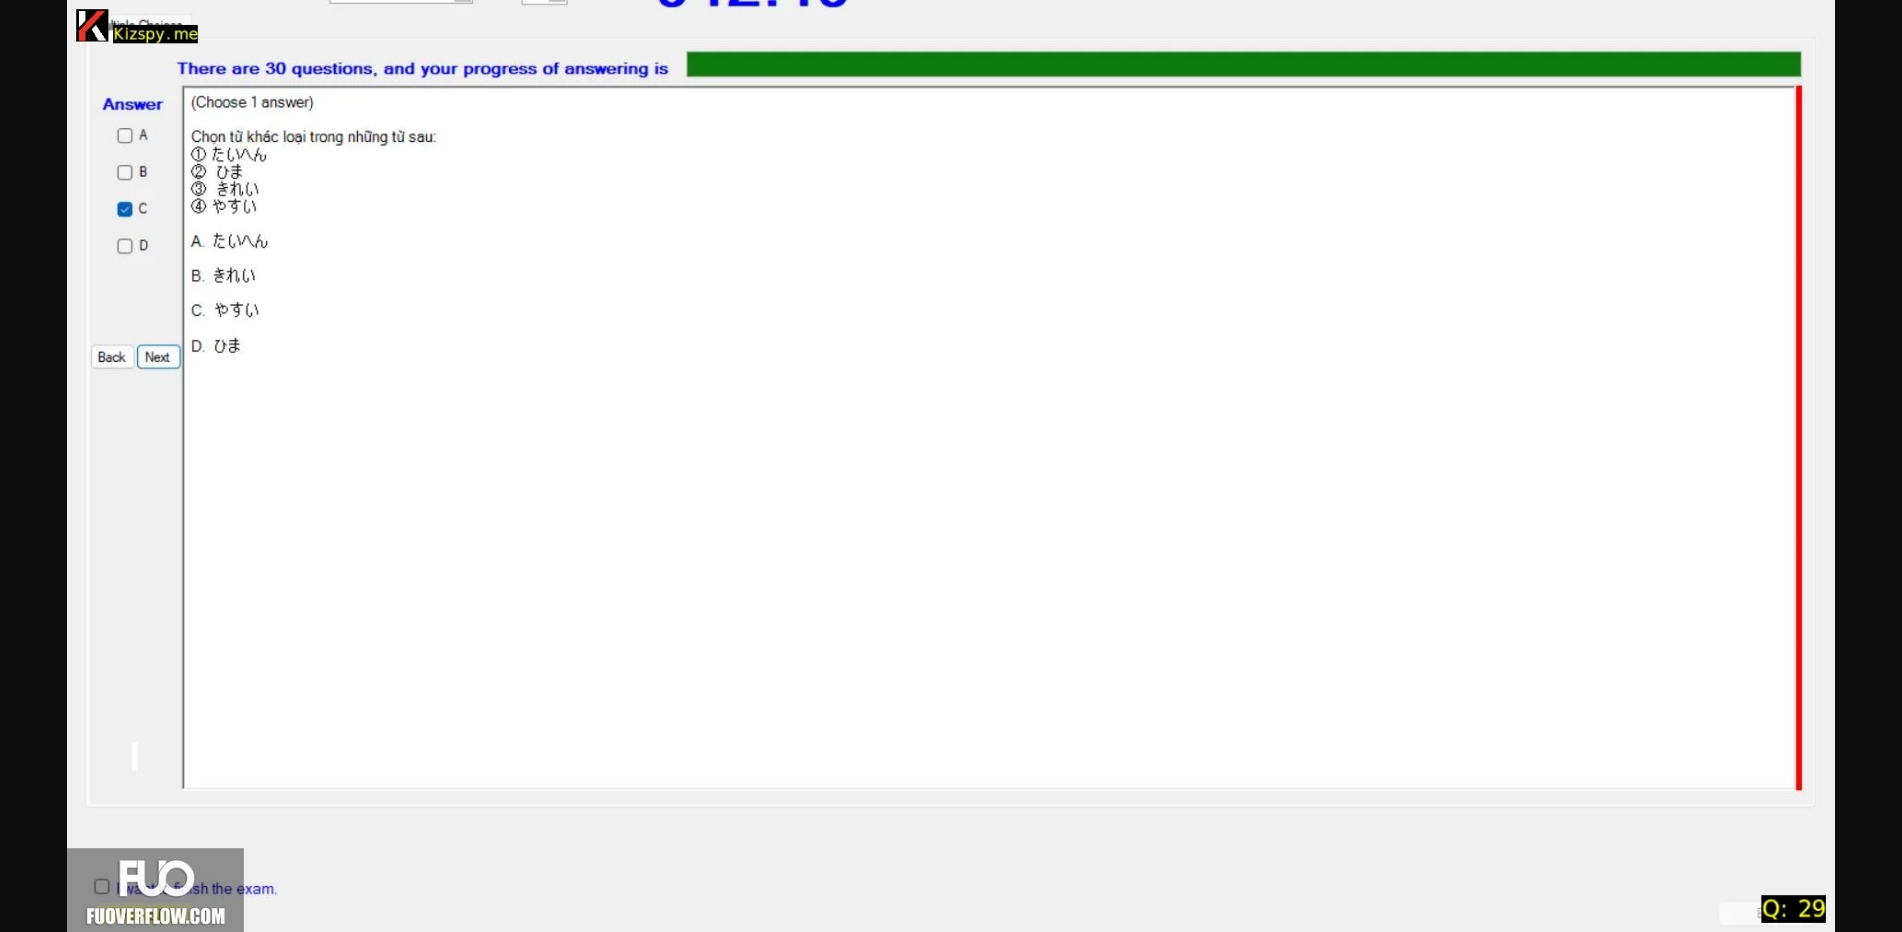 Kizspy.me
There are 30 questions, and your progress of answering is
Answer
(Choose 1 answer)
A
Chọn từ khác loại trong những từ sau:
① たいへん
B
② ひま
③ きれい
C
④ やすい
D
A. たいへん
B. きれい
C. やすい
D. ひま
Back
Next
FUO
finish the exam.
FUOVERFLOW.COM
Q: 29